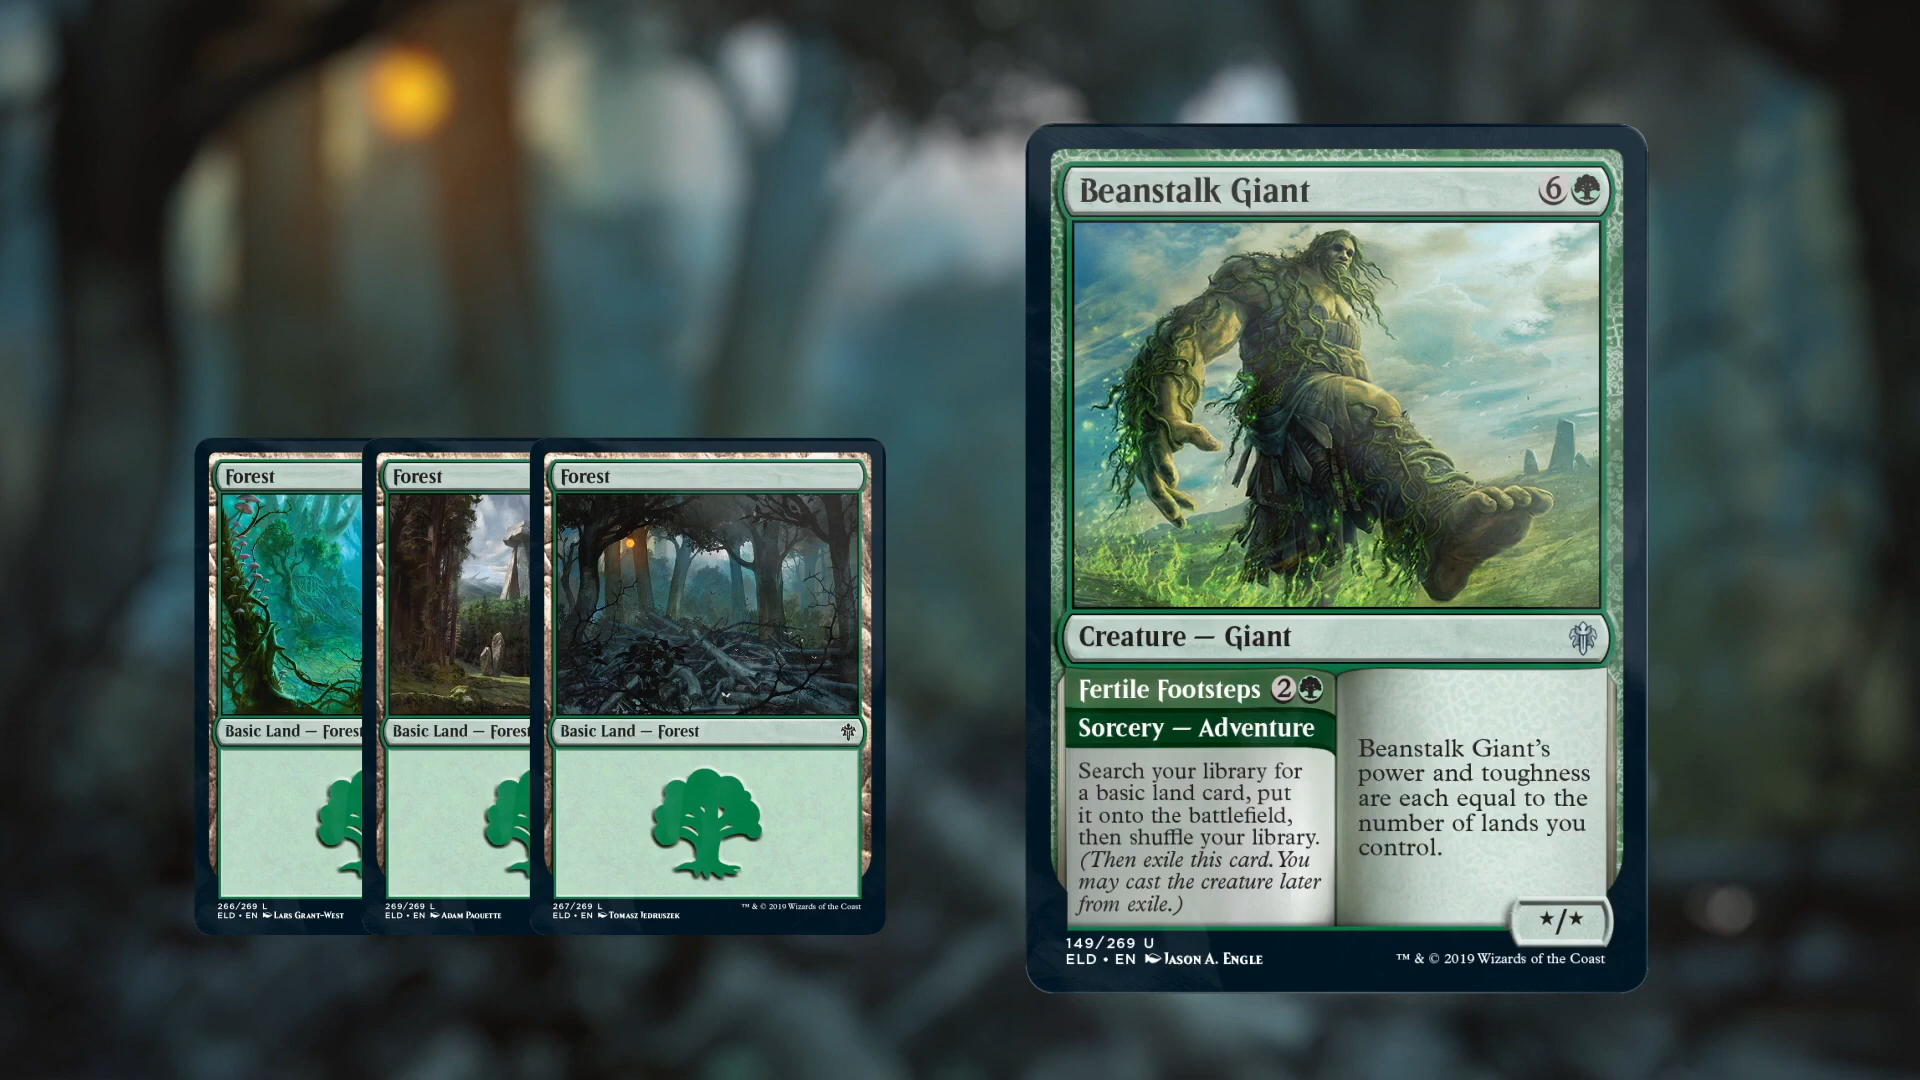 Forest
Basic Land — Forest
266/269 L
ELD • EN Lars Grant-West
Forest
Basic Land — Forest
269/269 L
ELD • EN Adam Paquette
Forest
Basic Land — Forest
267/269 L
ELD • EN Tomasz Jedruszek
™ & © 2019 Wizards of the Coast
Beanstalk Giant 6
Creature — Giant
Fertile Footsteps 2
Sorcery — Adventure
Search your library for
a basic land card, put
it onto the battlefield,
then shuffle your library.
(Then exile this card. You
may cast the creature later
from exile.)
Beanstalk Giant’s
power and toughness
are each equal to the
number of lands you
control.
★/★
149/269 U
ELD • EN Jason A. Engle
™ & © 2019 Wizards of the Coast